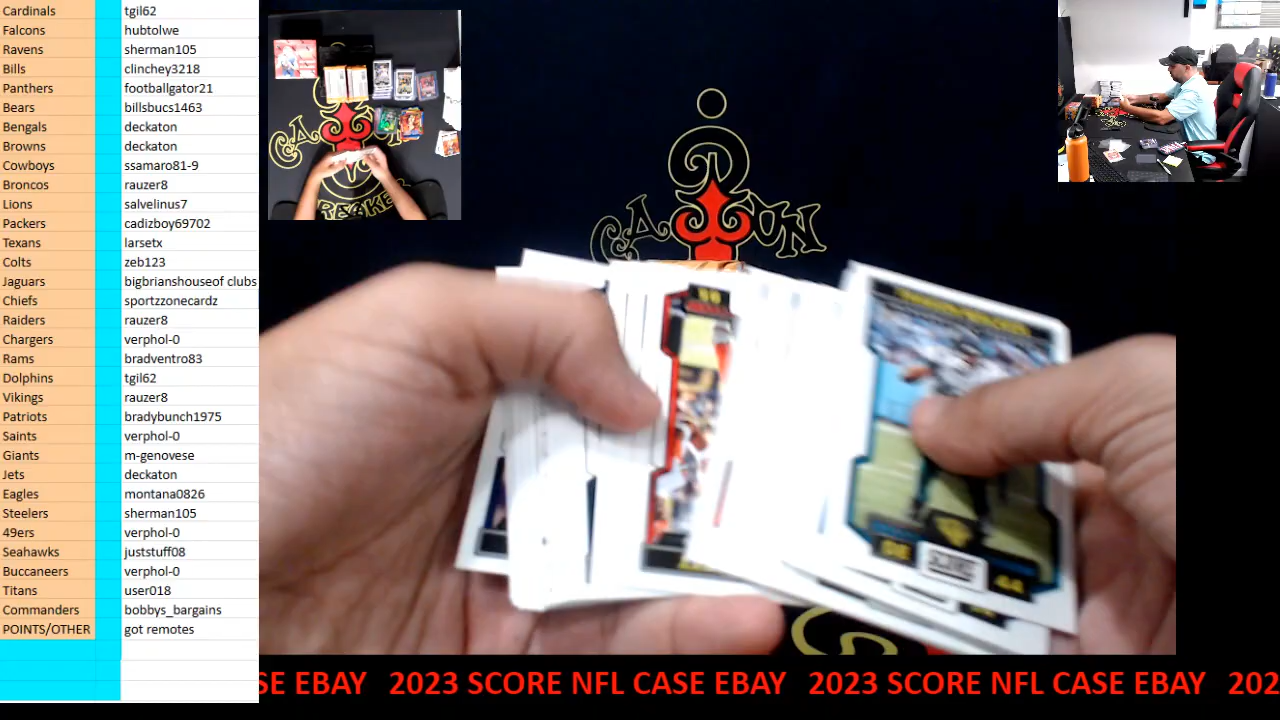 Cardinals tgil62
Falcons hubtolwe
Ravens sherman105
Bills clinchey3218
Panthers footballgator21
Bears billsbucs1463
Bengals deckaton
Browns deckaton
Cowboys ssamaro81-9
Broncos rauzer8
Lions salvelinus7
Packers cadizboy69702
Texans larsetx
Colts zeb123
Jaguars bigbrianshouseof clubs
Chiefs sportzzonecardz
Raiders rauzer8
Chargers verphol-0
Rams bradventro83
Dolphins tgil62
Vikings rauzer8
Patriots bradybunch1975
Saints verphol-0
Giants m-genovese
Jets deckaton
Eagles montana0826
Steelers sherman105
49ers verphol-0
Seahawks juststuff08
Buccaneers verphol-0
Titans user018
Commanders bobbys_bargains
POINTS/OTHER got remotes
DE SCORE 44
SE EBAY 2023 SCORE NFL CASE EBAY 2023 SCORE NFL CASE EBAY 202